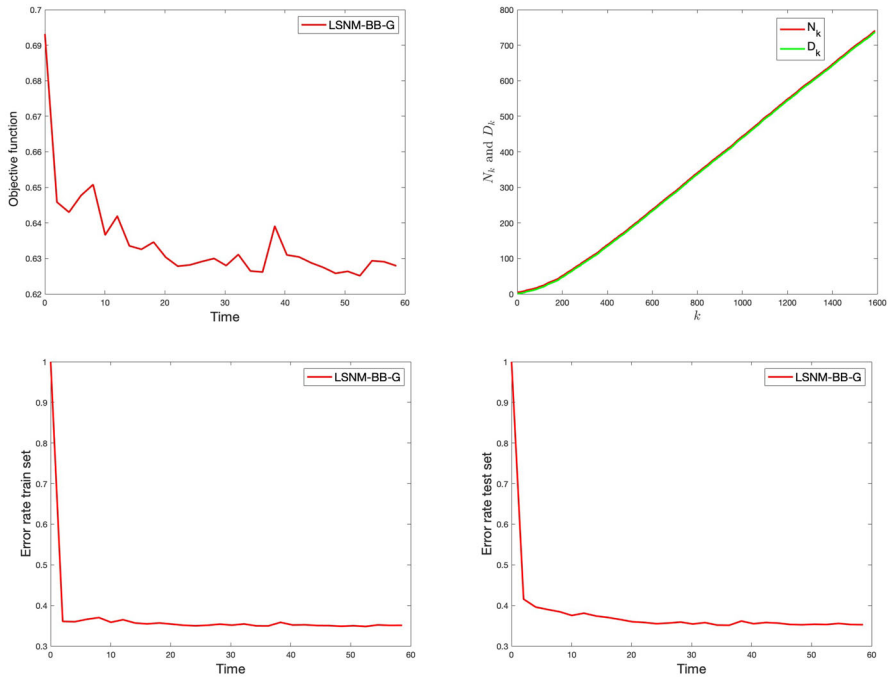 0.7
0.69
0.68
0.67
0.66
0.65
0.64
0.63
0.62
0 10 20 30 40 50 60
Objective function
Time
LSNM-BB-G
800
700
600
500
400
300
200
100
0
0 200 400 600 800 1000 1200 1400 1600
N_k and D_k
k
N_k
D_k
1
0.9
0.8
0.7
0.6
0.5
0.4
0.3
0 10 20 30 40 50 60
Error rate train set
Time
LSNM-BB-G
1
0.9
0.8
0.7
0.6
0.5
0.4
0.3
0 10 20 30 40 50 60
Error rate test set
Time
LSNM-BB-G